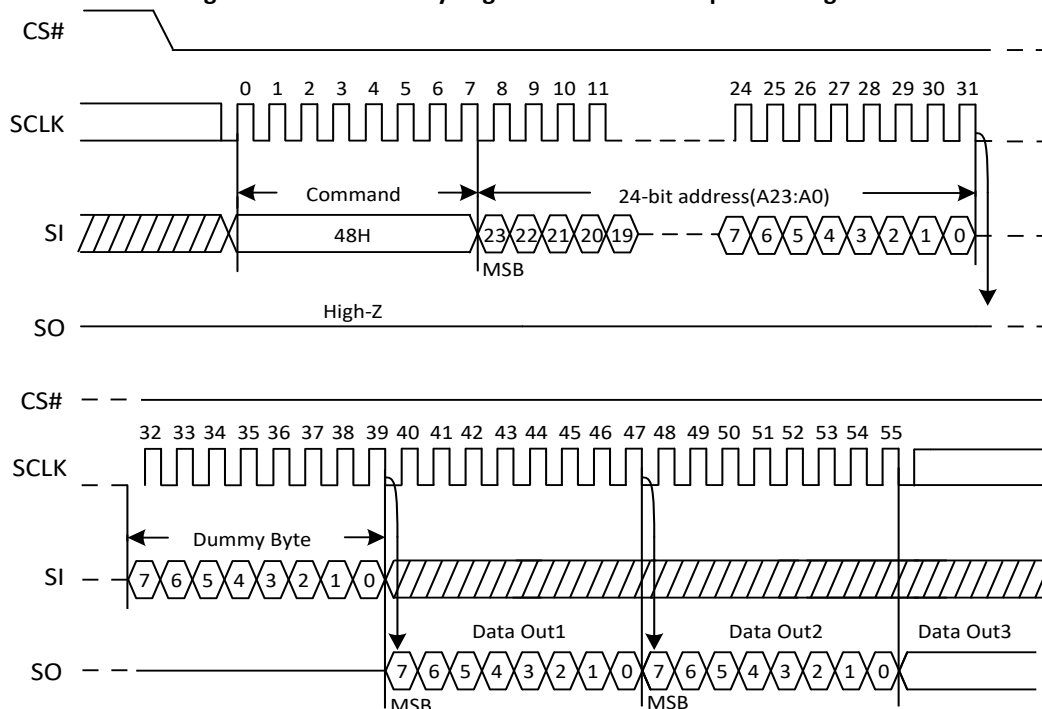 CS#
0 1 2 3 4 5 6 7 8 9 10 11 24 25 26 27 28 29 30 31
SCLK
Command 24-bit address(A23:A0)
SI 48H 23 22 21 20 19 7 6 5 4 3 2 1 0
MSB
High-Z
SO
CS#
32 33 34 35 36 37 38 39 40 41 42 43 44 45 46 47 48 49 50 51 52 53 54 55
SCLK
Dummy Byte
SI 7 6 5 4 3 2 1 0
Data Out1 Data Out2 Data Out3
SO 7 6 5 4 3 2 1 0 7 6 5 4 3 2 1 0
MSB MSB